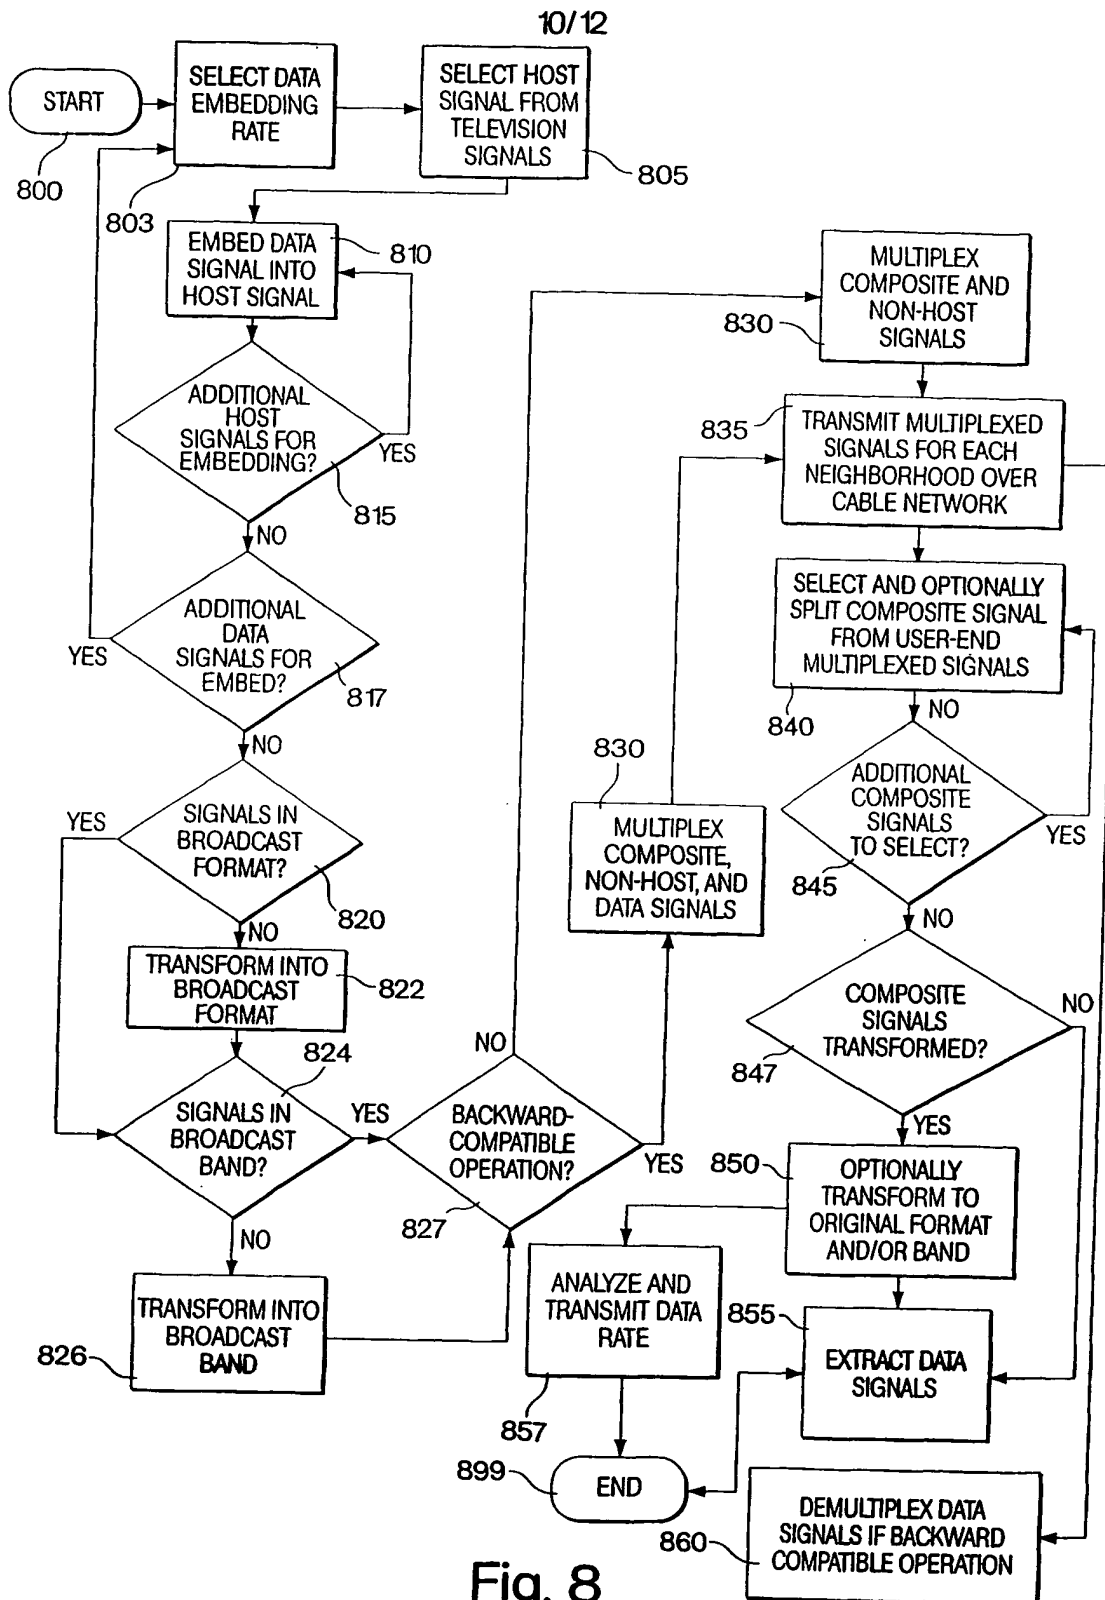 10/12
START
800
SELECT DATA
EMBEDDING
RATE
803
SELECT HOST
SIGNAL FROM
TELEVISION
SIGNALS
805
EMBED DATA
SIGNAL INTO
HOST SIGNAL
810
ADDITIONAL
HOST
SIGNALS FOR
EMBEDDING?
YES
815
NO
ADDITIONAL
DATA
SIGNALS FOR
EMBED?
YES
817
NO
SIGNALS IN
BROADCAST
FORMAT?
YES
820
NO
TRANSFORM INTO
BROADCAST
FORMAT
822
824
SIGNALS IN
BROADCAST
BAND?
YES
NO
TRANSFORM INTO
BROADCAST
BAND
826
BACKWARD-
COMPATIBLE
OPERATION?
NO
YES
827
830
MULTIPLEX
COMPOSITE,
NON-HOST, AND
DATA SIGNALS
MULTIPLEX
COMPOSITE AND
NON-HOST
SIGNALS
830
835
TRANSMIT MULTIPLEXED
SIGNALS FOR EACH
NEIGHBORHOOD OVER
CABLE NETWORK
SELECT AND OPTIONALLY
SPLIT COMPOSITE SIGNAL
FROM USER-END
MULTIPLEXED SIGNALS
840
NO
ADDITIONAL
COMPOSITE
SIGNALS
TO SELECT?
YES
845
NO
COMPOSITE
SIGNALS
TRANSFORMED?
NO
847
YES
850
OPTIONALLY
TRANSFORM TO
ORIGINAL FORMAT
AND/OR BAND
ANALYZE AND
TRANSMIT DATA
RATE
857
855
EXTRACT DATA
SIGNALS
899
END
DEMULTIPLEX DATA
SIGNALS IF BACKWARD
COMPATIBLE OPERATION
860
Fig. 8